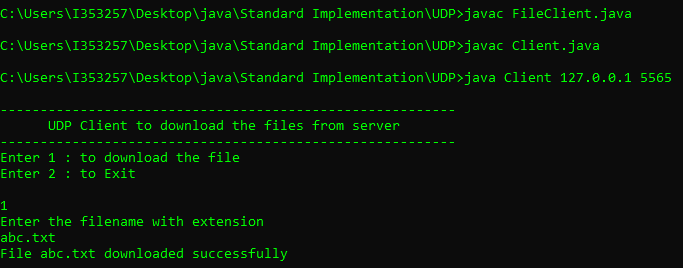 C:\Users\I353257\Desktop\java\Standard Implementation\UDP>javac FileClient.java
C:\Users\I353257\Desktop\java\Standard Implementation\UDP>javac Client.java
C:\Users\I353257\Desktop\java\Standard Implementation\UDP>java Client 127.0.0.1 5565
---------------------------------------------------------
UDP Client to download the files from server
---------------------------------------------------------
Enter 1 : to download the file
Enter 2 : to Exit
1
Enter the filename with extension
abc.txt
File abc.txt downloaded successfully